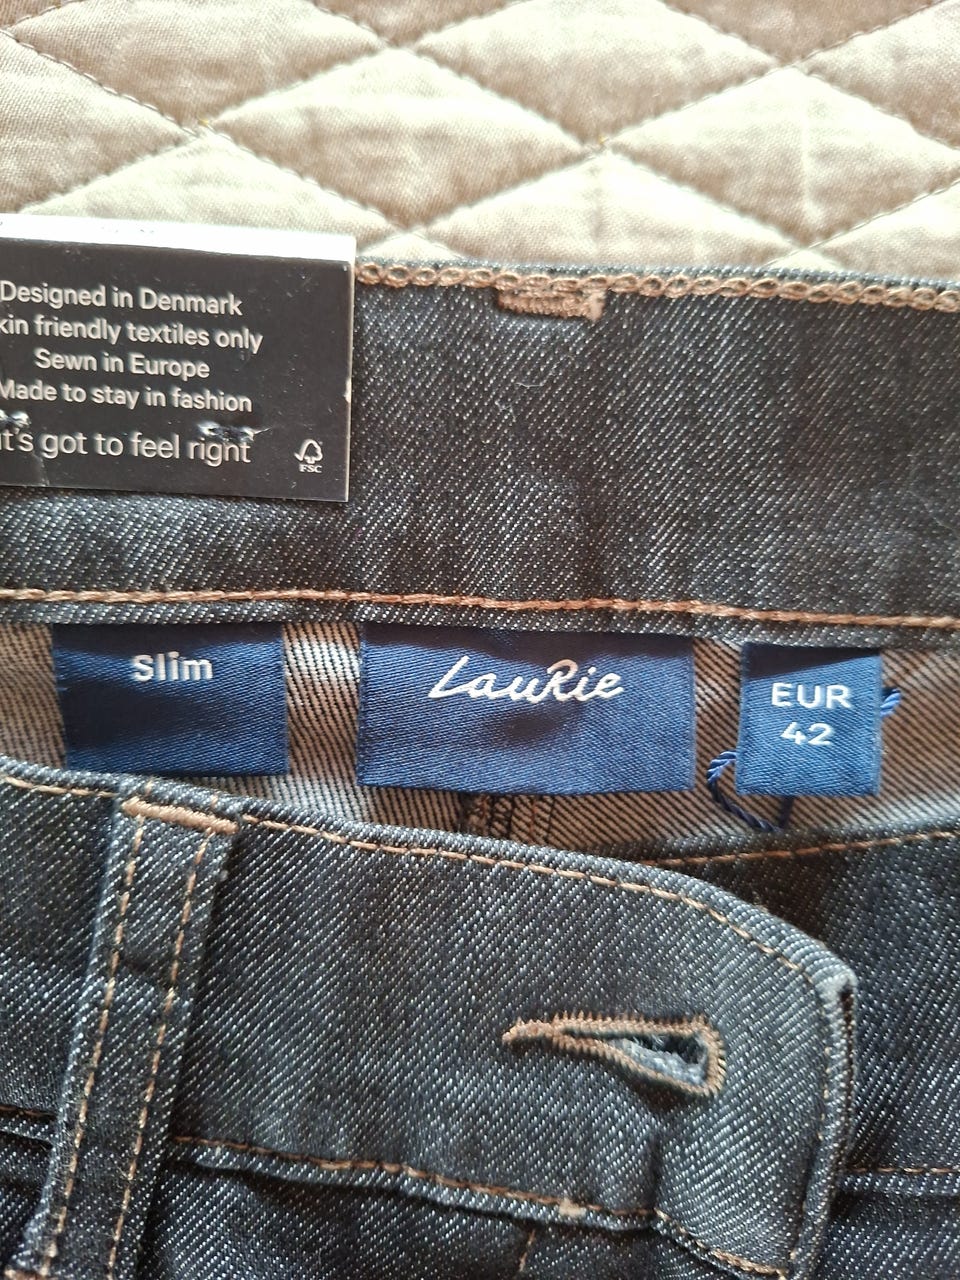 Designed in Denmark
kin friendly textiles only
Sewn in Europe
Made to stay in fashion
it's got to feel right
FSC
Slim
LauRie
EUR
42